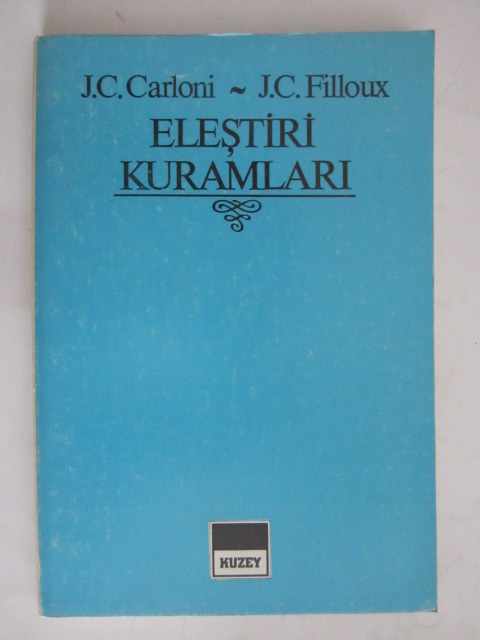 J.C. Carloni ~ J.C. Filloux
ELEŞTİRİ
KURAMLARI
KUZEY